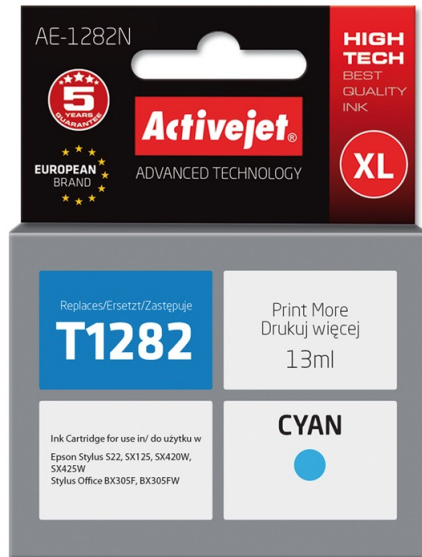 AE-1282N
HIGH
TECH
BEST
QUALITY
INK
5
YEARS
GUARANTEE
Activejet®
EUROPEAN
BRAND
ADVANCED TECHNOLOGY
XL
Replaces/Ersetzt/Zastępuje
T1282
Print More
Drukuj więcej
13ml
Ink Cartridge for use in/ do użytku w
Epson Stylus S22, SX125, SX420W,
SX425W
Stylus Office BX305F, BX305FW
CYAN